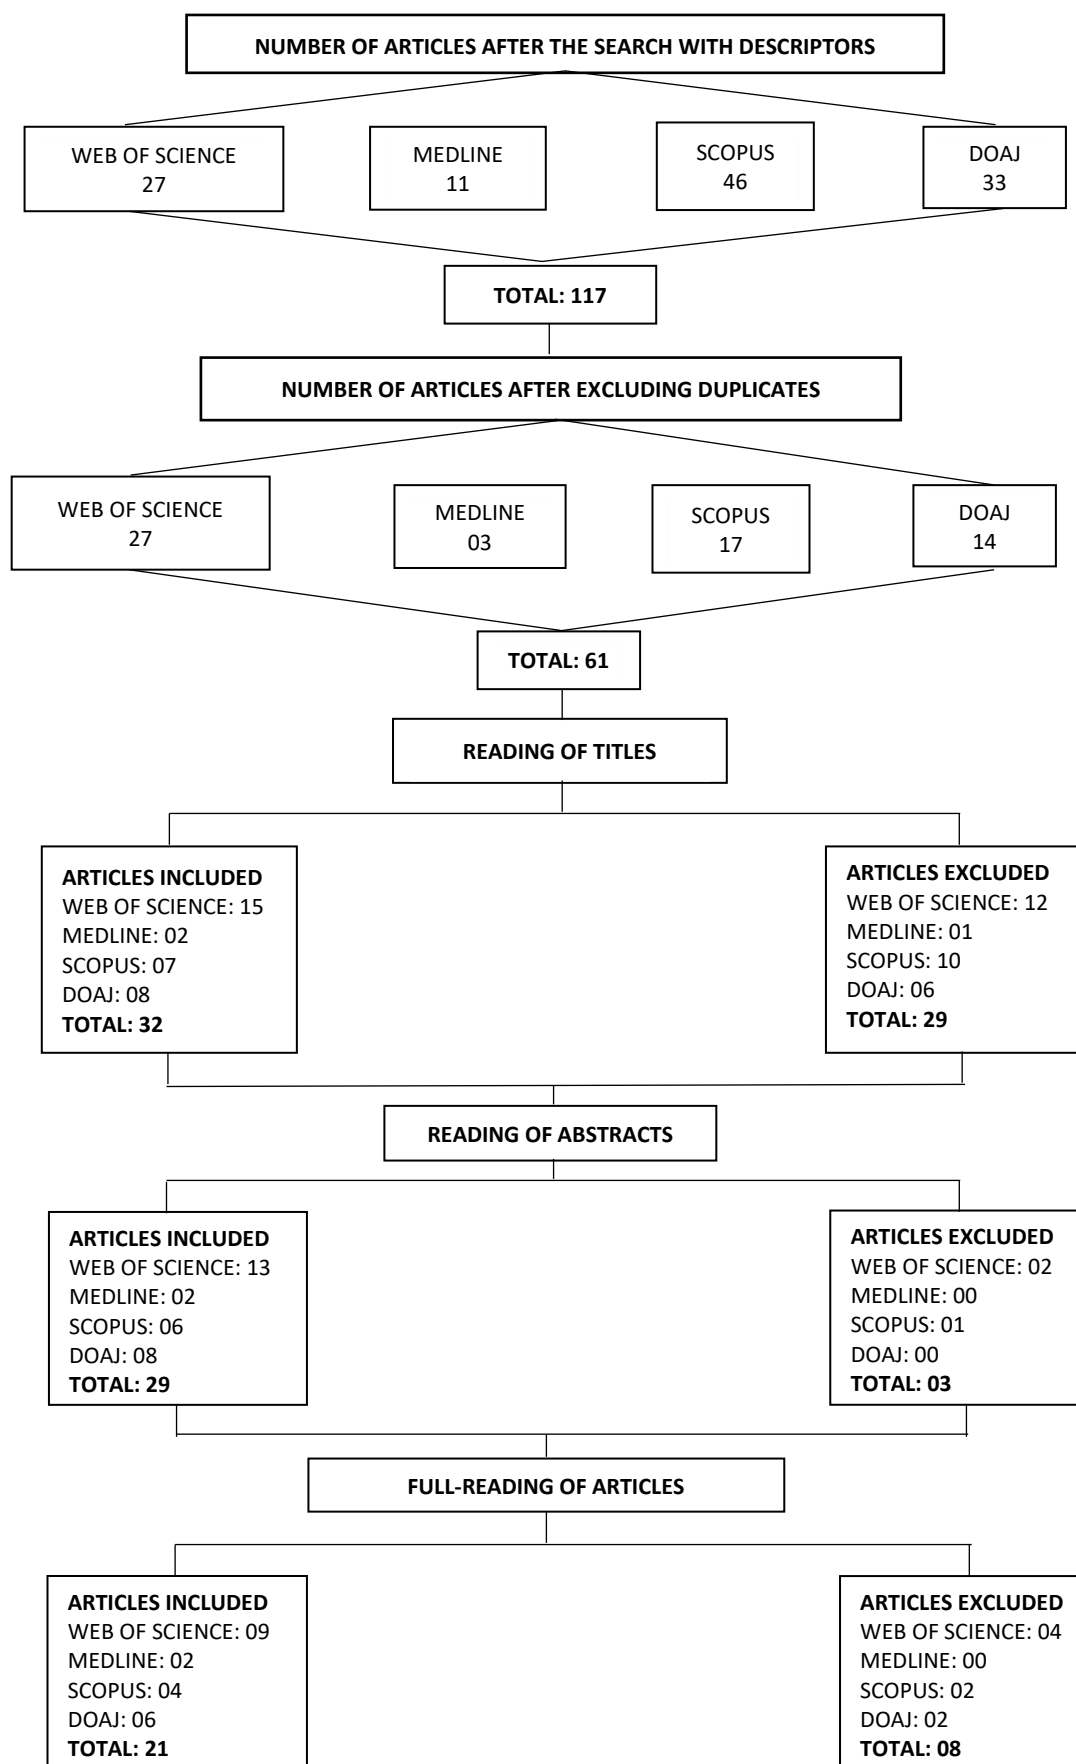 NUMBER OF ARTICLES AFTER THE SEARCH WITH DESCRIPTORS
WEB OF SCIENCE
27
MEDLINE
11
SCOPUS
46
DOAJ
33
TOTAL: 117
NUMBER OF ARTICLES AFTER EXCLUDING DUPLICATES
WEB OF SCIENCE
27
MEDLINE
03
SCOPUS
17
DOAJ
14
TOTAL: 61
READING OF TITLES
ARTICLES INCLUDED
WEB OF SCIENCE: 15
MEDLINE: 02
SCOPUS: 07
DOAJ: 08
TOTAL: 32
ARTICLES EXCLUDED
WEB OF SCIENCE: 12
MEDLINE: 01
SCOPUS: 10
DOAJ: 06
TOTAL: 29
READING OF ABSTRACTS
ARTICLES INCLUDED
WEB OF SCIENCE: 13
MEDLINE: 02
SCOPUS: 06
DOAJ: 08
TOTAL: 29
ARTICLES EXCLUDED
WEB OF SCIENCE: 02
MEDLINE: 00
SCOPUS: 01
DOAJ: 00
TOTAL: 03
FULL-READING OF ARTICLES
ARTICLES INCLUDED
WEB OF SCIENCE: 09
MEDLINE: 02
SCOPUS: 04
DOAJ: 06
TOTAL: 21
ARTICLES EXCLUDED
WEB OF SCIENCE: 04
MEDLINE: 00
SCOPUS: 02
DOAJ: 02
TOTAL: 08